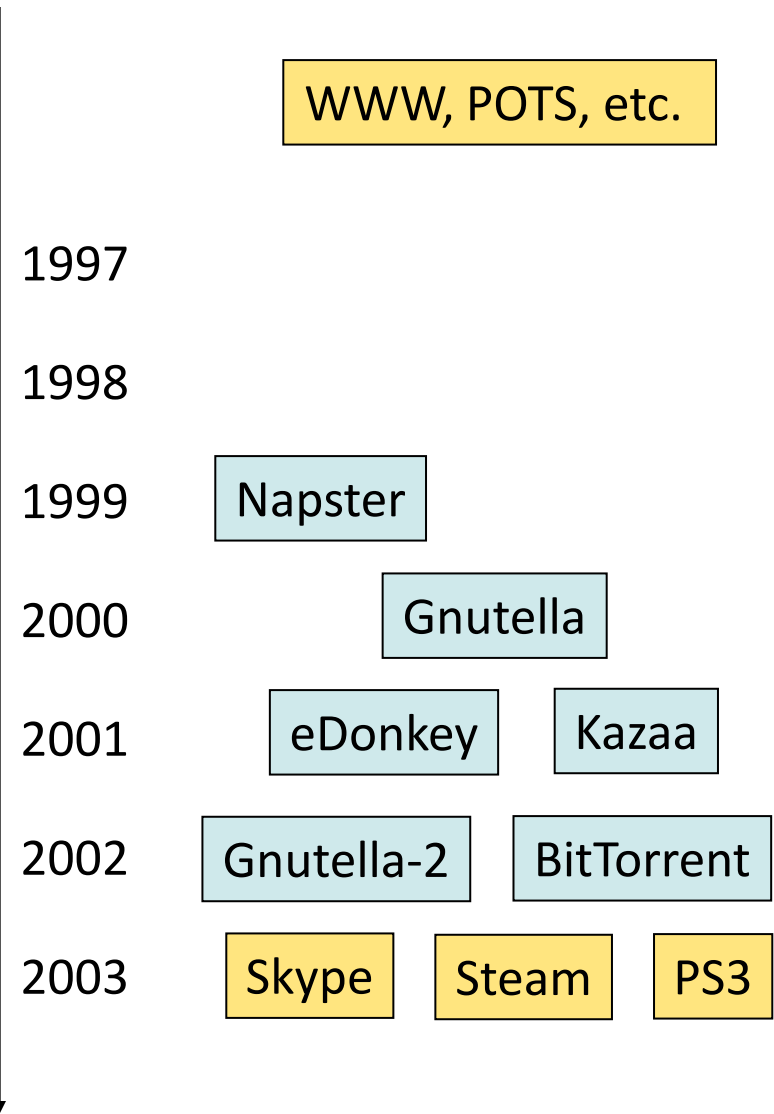 WWW, POTS, etc.
1997
1998
1999 Napster
2000 Gnutella
2001 eDonkey Kazaa
2002 Gnutella-2 BitTorrent
2003 Skype Steam PS3